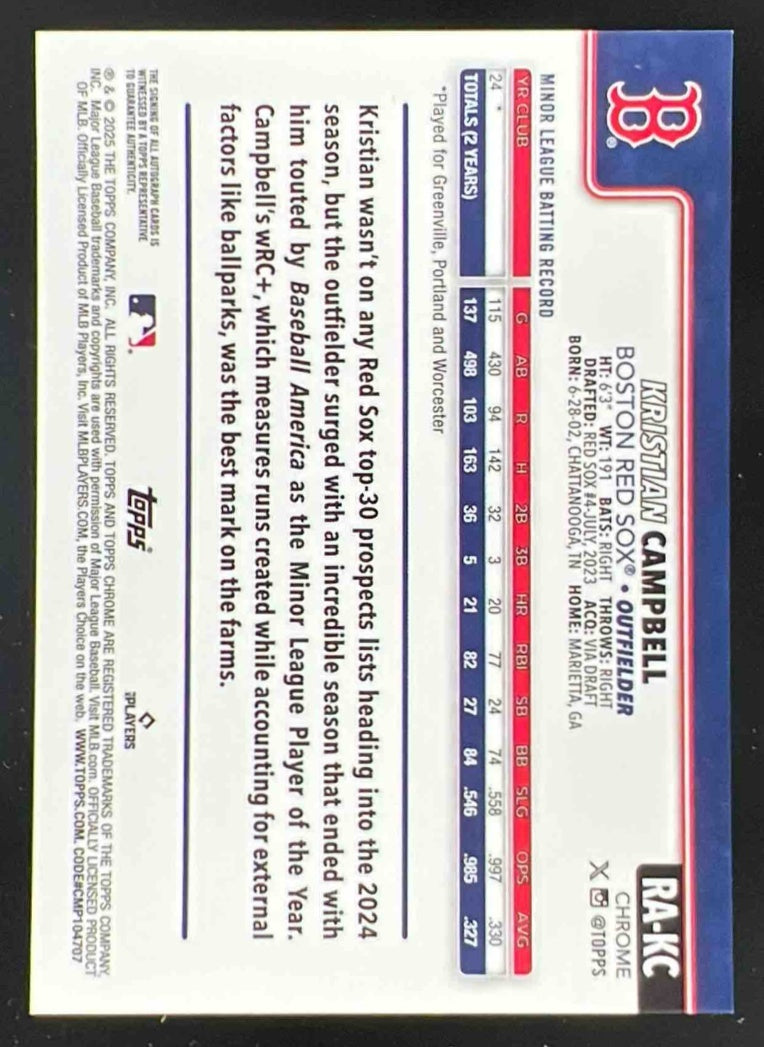 B®
KRISTIAN CAMPBELL
BOSTON RED SOX® • OUTFIELDER
HT: 6'3" WT: 191 BATS: RIGHT THROWS: RIGHT
DRAFTED: RED SOX #4-JULY, 2023 ACQ: VIA DRAFT
BORN: 6-28-02, CHATTANOOGA, TN HOME: MARIETTA, GA
RA-KC
CHROME
X @TOPPS
MINOR LEAGUE BATTING RECORD
YR CLUB G AB R H 2B 3B HR RBI SB BB SLG OPS AVG
24 * 115 430 94 142 32 3 20 77 24 74 .558 .997 .330
TOTALS (2 YEARS) 137 498 103 163 36 5 21 82 27 84 .546 .985 .327
*Played for Greenville, Portland and Worcester
Kristian wasn't on any Red Sox top-30 prospects lists heading into the 2024
season, but the outfielder surged with an incredible season that ended with
him touted by Baseball America as the Minor League Player of the Year.
Campbell's wRC+, which measures runs created while accounting for external
factors like ballparks, was the best mark on the farms.
THE SIGNING OF ALL AUTOGRAPH CARDS IS
WITNESSED BY A TOPPS REPRESENTATIVE
TO GUARANTEE AUTHENTICITY.
topps®
PLAYERS
® & © 2025 THE TOPPS COMPANY, INC. ALL RIGHTS RESERVED. TOPPS AND TOPPS CHROME ARE REGISTERED TRADEMARKS OF THE TOPPS COMPANY,
INC. Major League Baseball trademarks and copyrights are used with permission of Major League Baseball. Visit MLB.com. OFFICIALLY LICENSED PRODUCT
OF MLB. Officially Licensed Product of MLB Players, Inc. Visit MLBPLAYERS.COM, the Players Choice on the web. WWW.TOPPS.COM. CODE#CMP104707